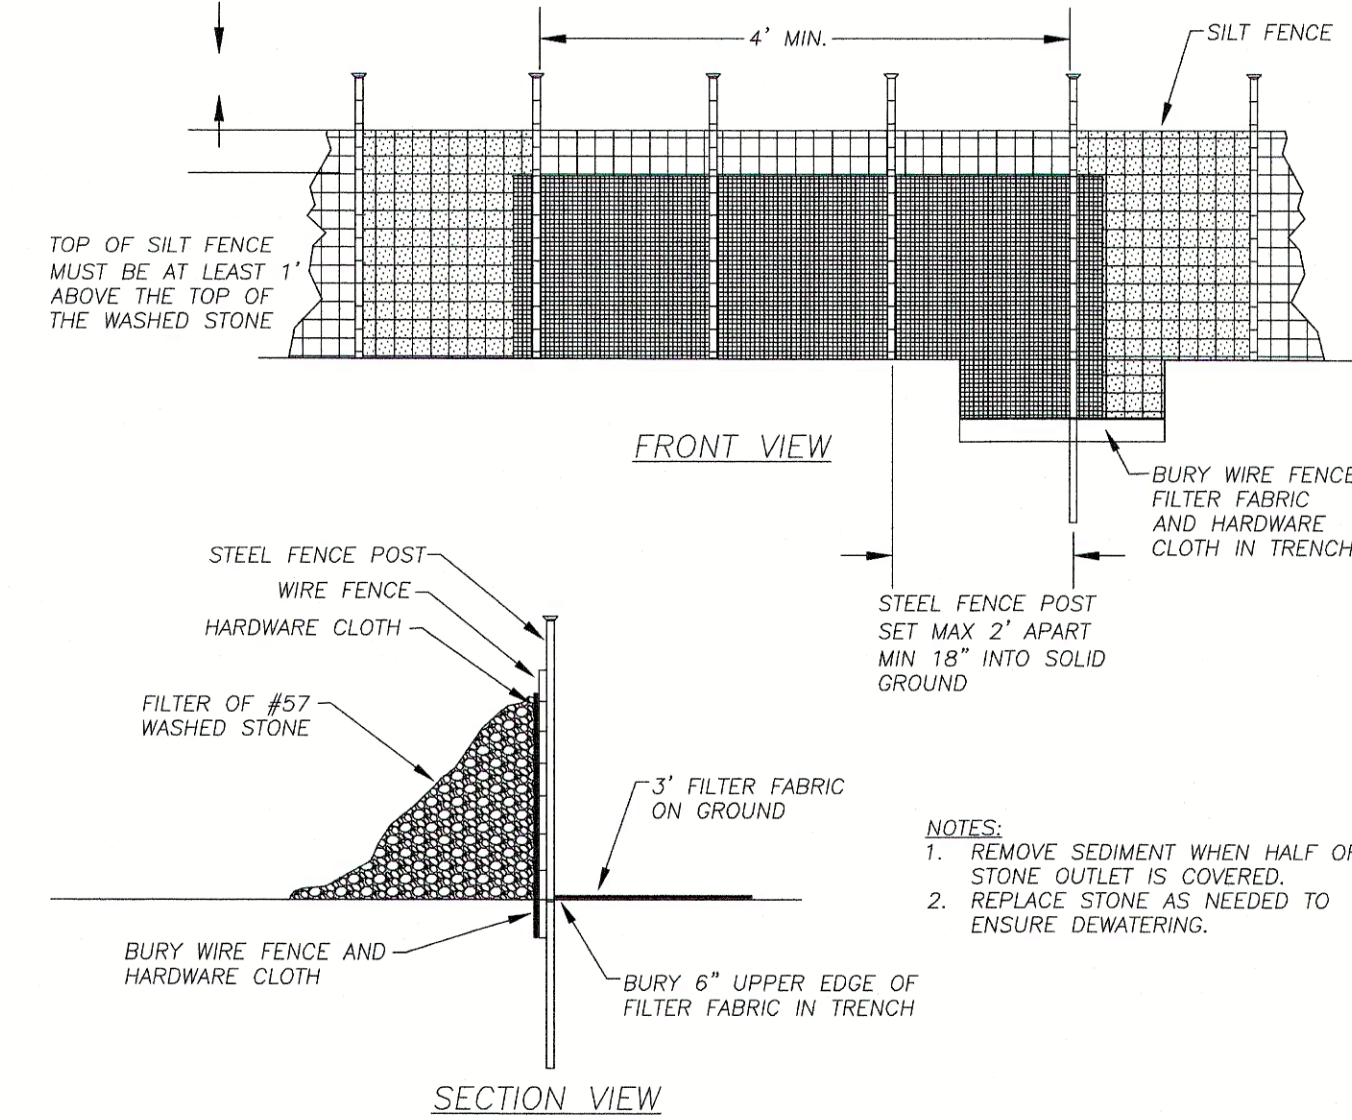 4' MIN.
SILT FENCE
TOP OF SILT FENCE
MUST BE AT LEAST 1'
ABOVE THE TOP OF
THE WASHED STONE
FRONT VIEW
BURY WIRE FENCE
FILTER FABRIC
AND HARDWARE
CLOTH IN TRENCH
STEEL FENCE POST
SET MAX 2' APART
MIN 18" INTO SOLID
GROUND
STEEL FENCE POST
WIRE FENCE
HARDWARE CLOTH
FILTER OF #57
WASHED STONE
3' FILTER FABRIC
ON GROUND
BURY WIRE FENCE AND
HARDWARE CLOTH
BURY 6" UPPER EDGE OF
FILTER FABRIC IN TRENCH
SECTION VIEW
NOTES:
1. REMOVE SEDIMENT WHEN HALF OF
STONE OUTLET IS COVERED.
2. REPLACE STONE AS NEEDED TO
ENSURE DEWATERING.